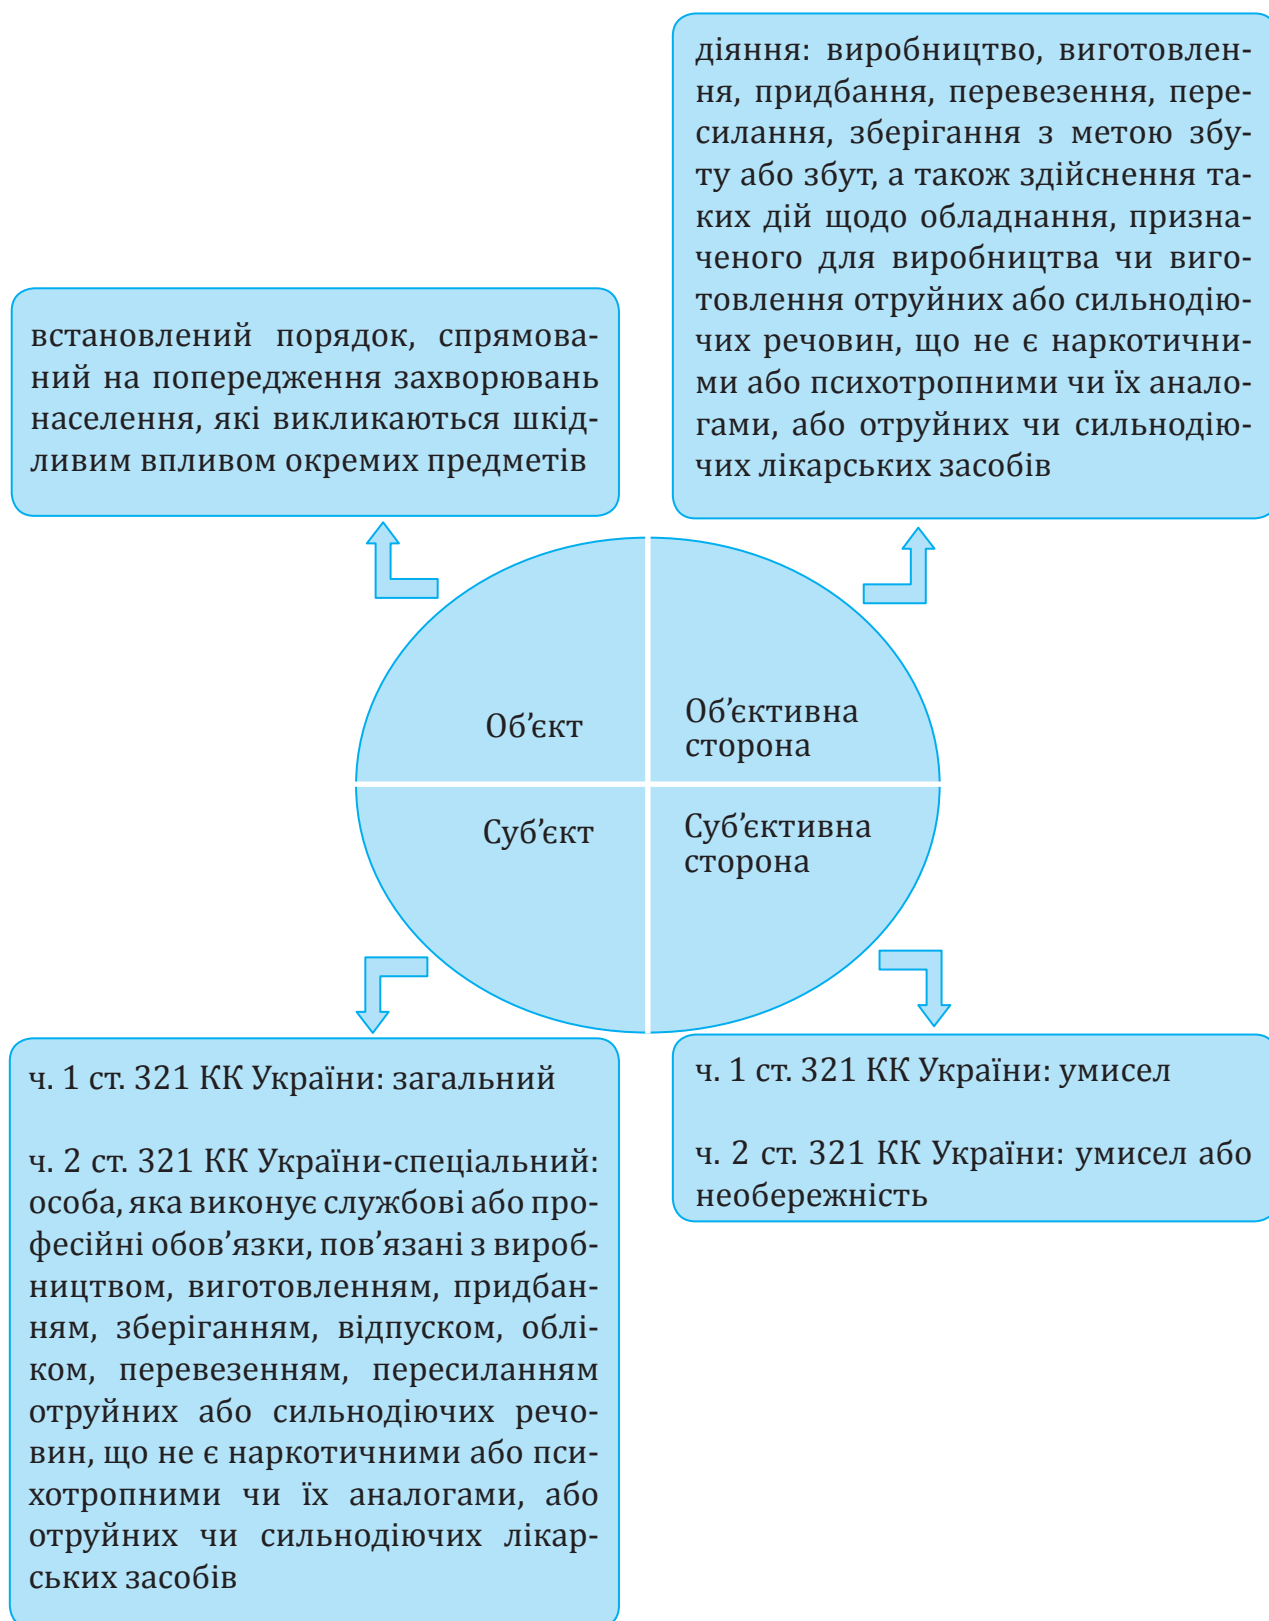 діяння: виробництво, виготовлен-
ня, придбання, перевезення, пере-
силання, зберігання з метою збу-
ту або збут, а також здійснення та-
ких дій щодо обладнання, призна-
ченого для виробництва чи виго-
товлення отруйних або сильнодію-
чих речовин, що не є наркотични-
ми або психотропними чи їх анало-
гами, або отруйних чи сильнодію-
чих лікарських засобів
встановлений порядок, спрямова-
ний на попередження захворювань
населення, які викликаються шкід-
ливим впливом окремих предметів
Об’єкт
Об’єктивна
сторона
Суб’єкт
Суб’єктивна
сторона
ч. 1 ст. 321 КК України: загальний
ч. 2 ст. 321 КК України-спеціальний:
особа, яка виконує службові або про-
фесійні обов’язки, пов’язані з вироб-
ництвом, виготовленням, придбан-
ням, зберіганням, відпуском, облі-
ком, перевезенням, пересиланням
отруйних або сильнодіючих речо-
вин, що не є наркотичними або пси-
хотропними чи їх аналогами, або
отруйних чи сильнодіючих лікар-
ських засобів
ч. 1 ст. 321 КК України: умисел
ч. 2 ст. 321 КК України: умисел або
необережність